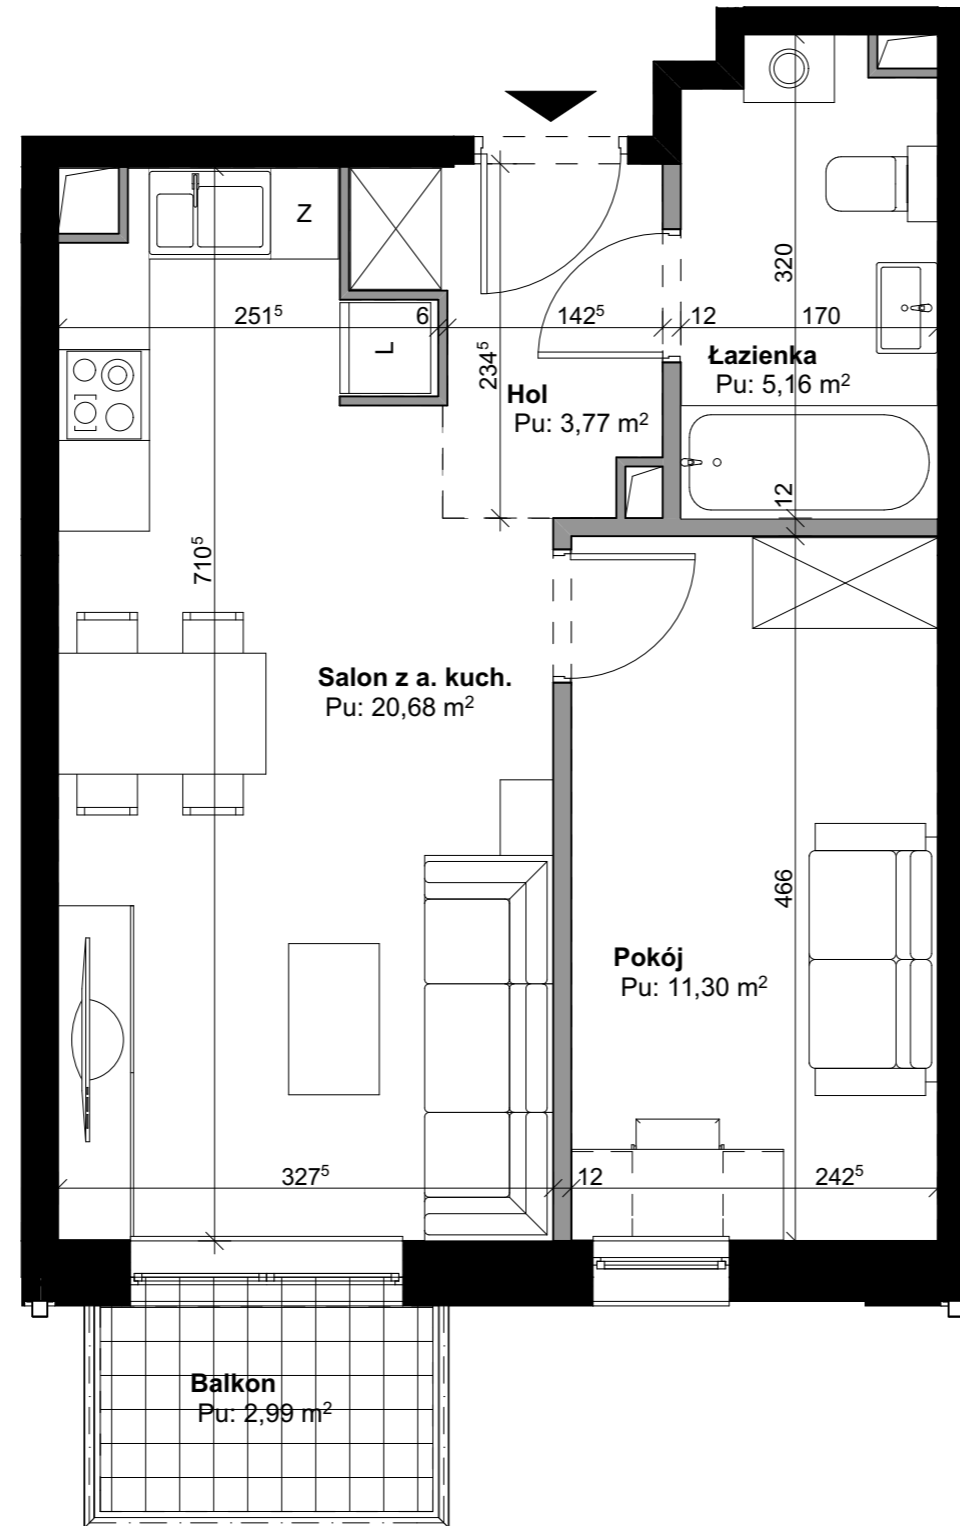 Z
320
251⁵
6
142⁵
12
170
L
234⁵
Łazienka
Pu: 5,16 m²
Hol
Pu: 3,77 m²
12
710⁵
Salon z a. kuch.
Pu: 20,68 m²
466
Pokój
Pu: 11,30 m²
327⁵
12
242⁵
Balkon
Pu: 2,99 m²